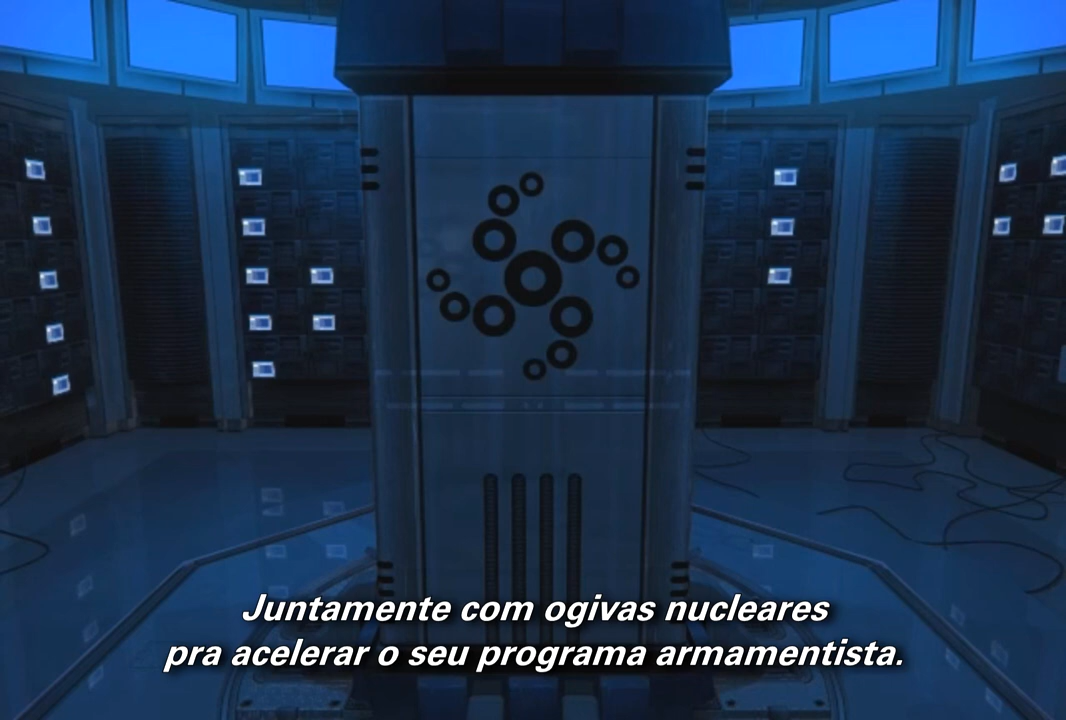 Juntamente com ogivas nucleares
pra acelerar o seu programa armamentista.